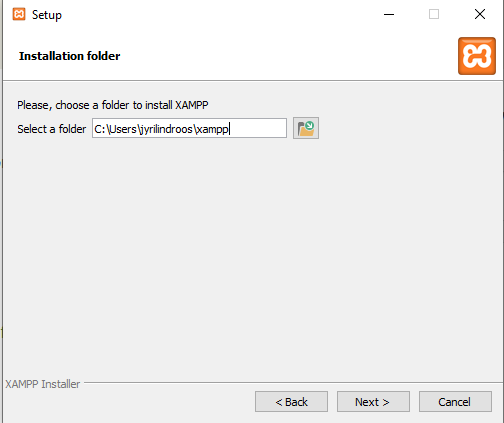 Setup
Installation folder
Please, choose a folder to install XAMPP
Select a folder C:\Users\jyrilindroos\xampp
XAMPP Installer
< Back Next > Cancel